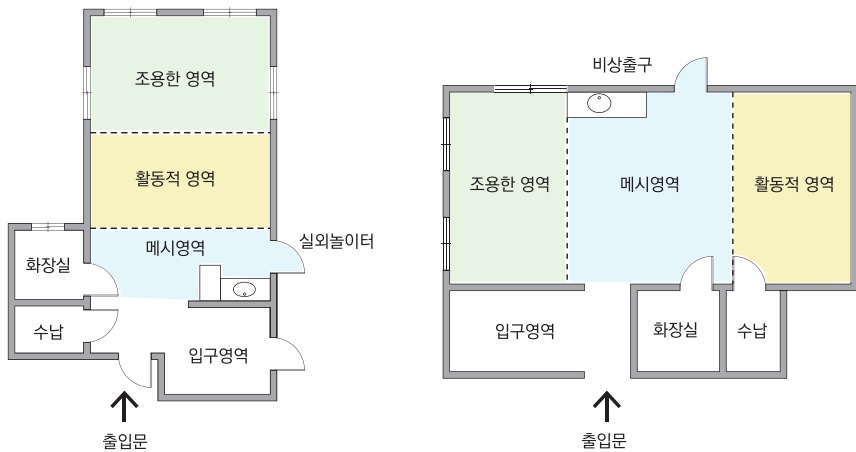 조용한 영역
활동적 영역
메시영역
실외놀이터
화장실
수납
입구영역
출입문
비상출구
조용한 영역
메시영역
활동적 영역
입구영역
화장실
수납
출입문